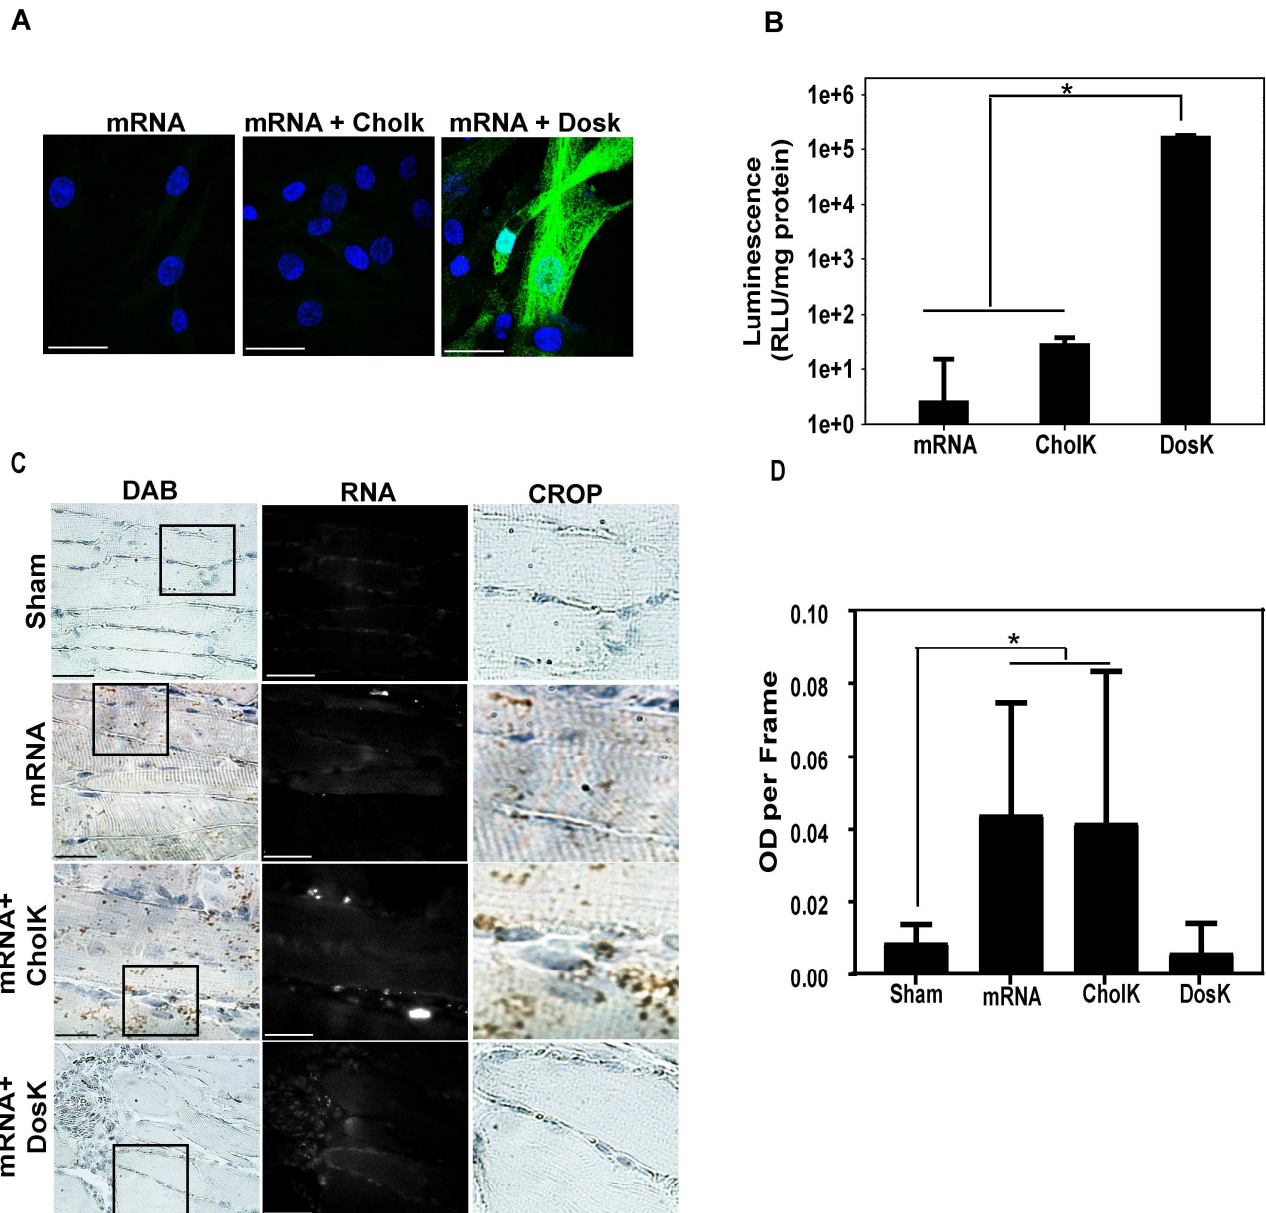 A
mRNA
mRNA + Cholk
mRNA + Dosk
B
Luminescence
(RLU/mg protein)
1e+6
1e+5
1e+4
1e+3
1e+2
1e+1
1e+0
*
mRNA
CholK
DosK
C
DAB
RNA
CROP
Sham
mRNA
mRNA+
CholK
mRNA+
DosK
D
OD per Frame
0.10
0.08
0.06
0.04
0.02
0.00
*
Sham
mRNA
CholK
DosK